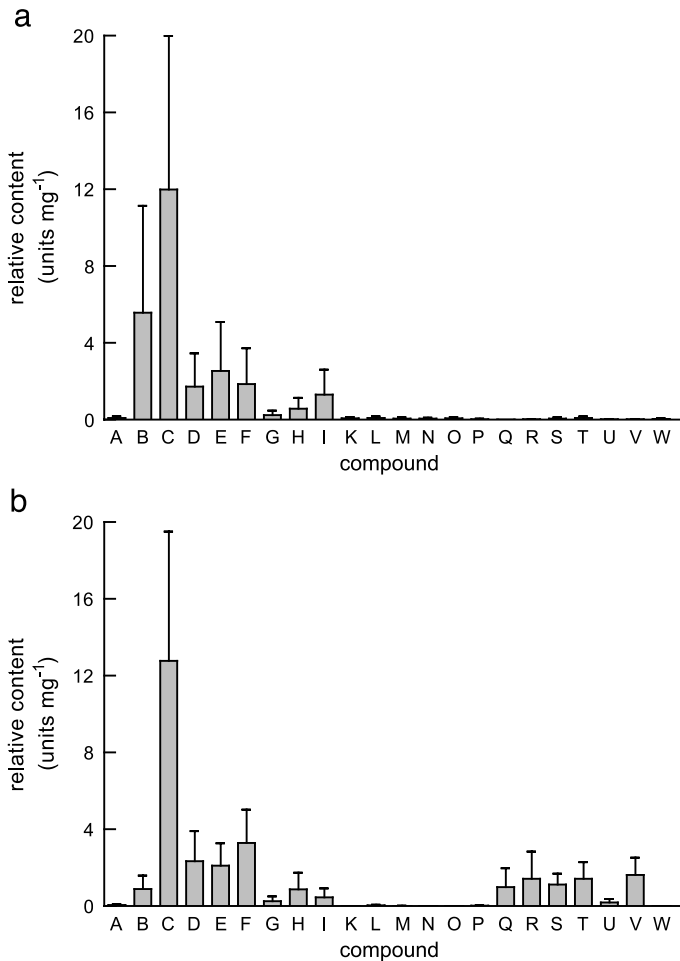 a
20
16
12
8
4
0
relative content
(units mg⁻¹)
A B C D E F G H I K L M N O P Q R S T U V W
compound
b
20
16
12
8
4
0
relative content
(units mg⁻¹)
A B C D E F G H I K L M N O P Q R S T U V W
compound